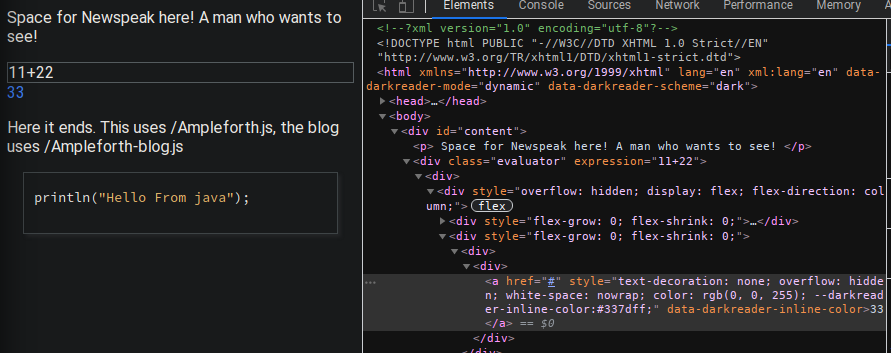 Space for Newspeak here! A man who wants to
see!
11+22
33
Here it ends. This uses /Ampleforth.js, the blog
uses /Ampleforth-blog.js
println("Hello From java");
Elements Console Sources Network Performance Memory A
<!--?xml version="1.0" encoding="utf-8"?-->
<!DOCTYPE html PUBLIC "-//W3C//DTD XHTML 1.0 Strict//EN"
"http://www.w3.org/TR/xhtml1/DTD/xhtml1-strict.dtd">
<html xmlns="http://www.w3.org/1999/xhtml" lang="en" xml:lang="en" data-
darkreader-mode="dynamic" data-darkreader-scheme="dark">
<head>…</head>
<body>
<div id="content">
<p> Space for Newspeak here! A man who wants to see! </p>
<div class="evaluator" expression="11+22">
<div>
<div style="overflow: hidden; display: flex; flex-direction: col
umn;"> flex
<div style="flex-grow: 0; flex-shrink: 0;">…</div>
<div style="flex-grow: 0; flex-shrink: 0;">
<div>
<div>
<a href="#" style="text-decoration: none; overflow: hidde
n; white-space: nowrap; color: rgb(0, 0, 255); --darkread
er-inline-color:#337dff;" data-darkreader-inline-color>33
</a> == $0
</div>